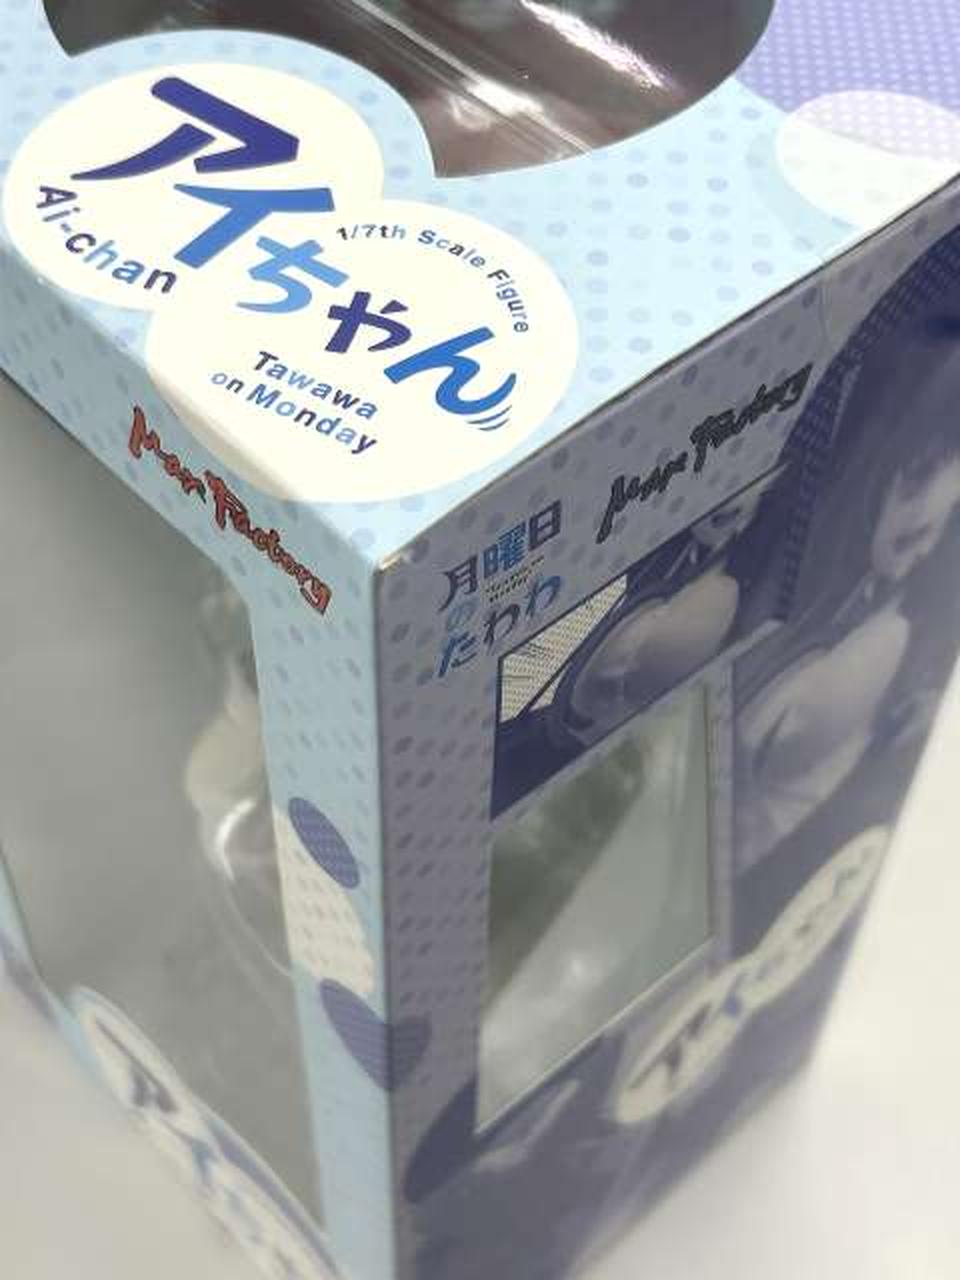 アイちゃん
Ai-chan
1/7th Scale Figure
Tawawa
on Monday
Max Factory
Max Factory
月曜日
の
たわわ